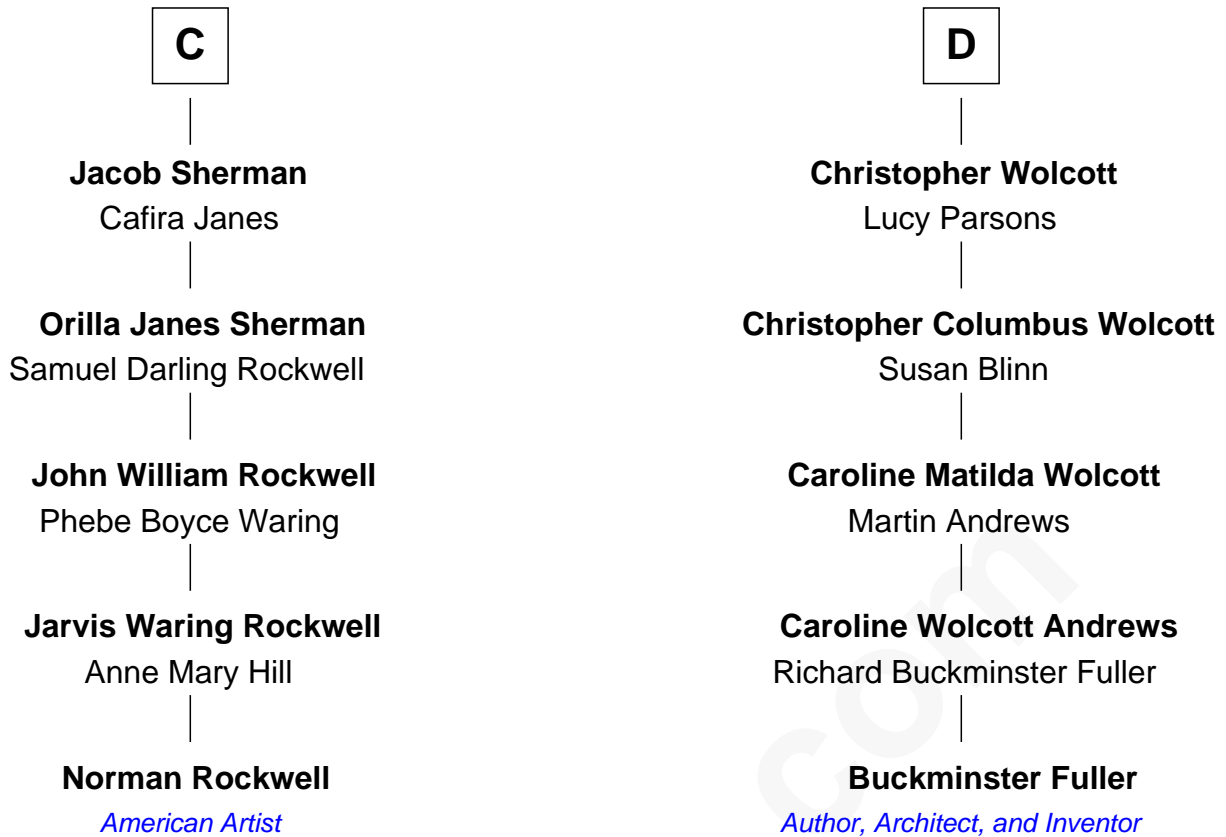 C
Jacob Sherman
Cafira Janes
Orilla Janes Sherman
Samuel Darling Rockwell
John William Rockwell
Phebe Boyce Waring
Jarvis Waring Rockwell
Anne Mary Hill
Norman Rockwell
American Artist
D
Christopher Wolcott
Lucy Parsons
Christopher Columbus Wolcott
Susan Blinn
Caroline Matilda Wolcott
Martin Andrews
Caroline Wolcott Andrews
Richard Buckminster Fuller
Buckminster Fuller
Author, Architect, and Inventor
com